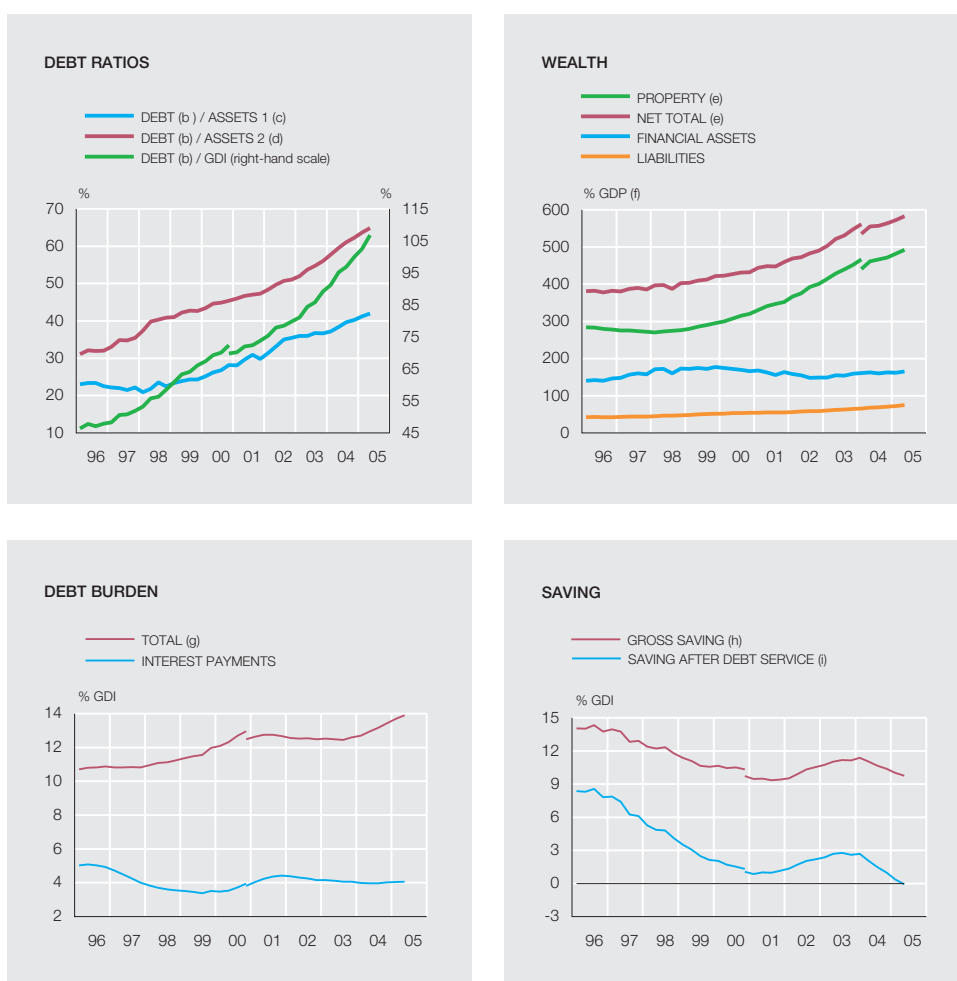 DEBT RATIOS
DEBT (b ) / ASSETS 1 (c)
DEBT (b) / ASSETS 2 (d)
DEBT (b) / GDI (right-hand scale)
% %
70 115
60 105
50 95
85
40 75
30 65
20 55
10 45
96 97 98 99 00 01 02 03 04 05
WEALTH
PROPERTY (e)
NET TOTAL (e)
FINANCIAL ASSETS
LIABILITIES
% GDP (f)
600
500
400
300
200
100
0
96 97 98 99 00 01 02 03 04 05
DEBT BURDEN
TOTAL (g)
INTEREST PAYMENTS
% GDI
14
12
10
8
6
4
2
96 97 98 99 00 01 02 03 04 05
SAVING
GROSS SAVING (h)
SAVING AFTER DEBT SERVICE (i)
% GDI
15
12
9
6
3
0
-3
96 97 98 99 00 01 02 03 04 05